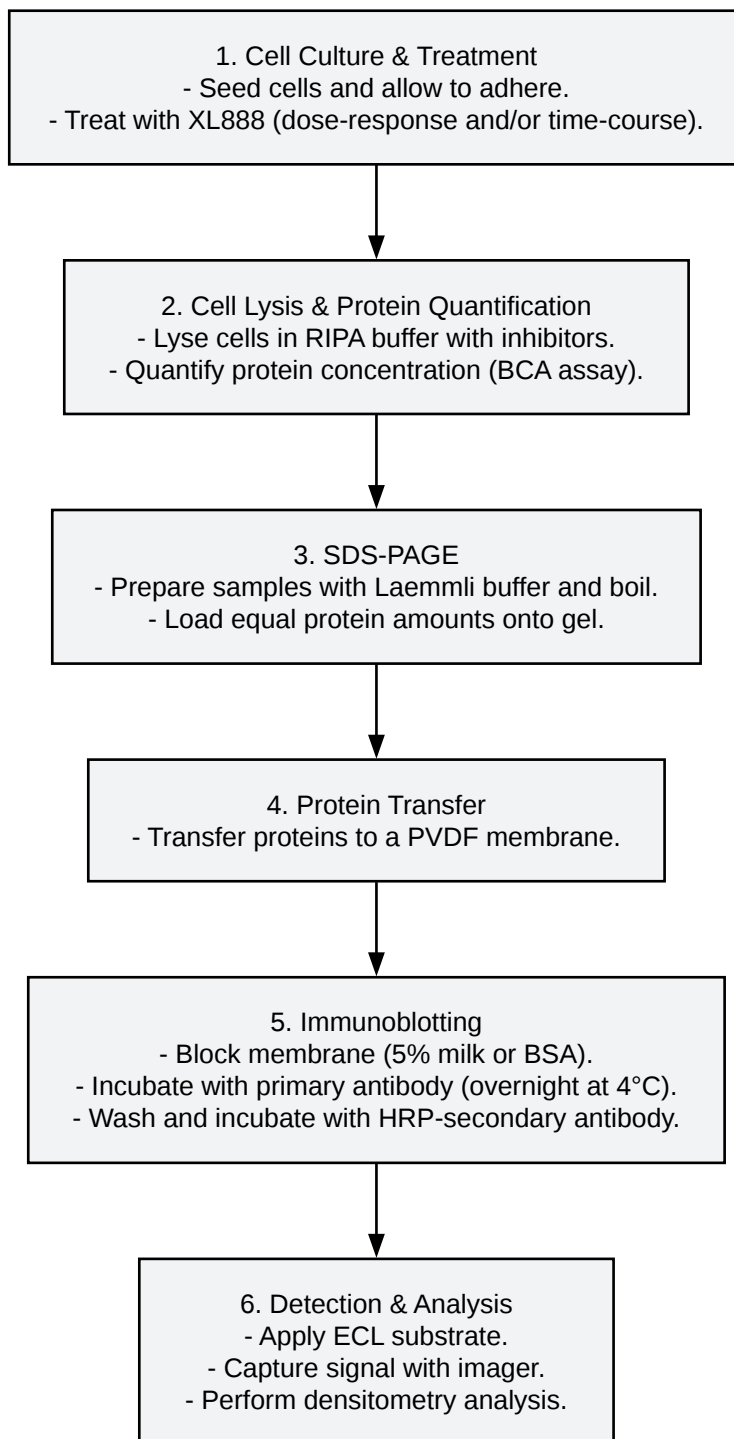 1. Cell Culture & Treatment
- Seed cells and allow to adhere.
- Treat with XL888 (dose-response and/or time-course).
2. Cell Lysis & Protein Quantification
- Lyse cells in RIPA buffer with inhibitors.
- Quantify protein concentration (BCA assay).
3. SDS-PAGE
- Prepare samples with Laemmli buffer and boil.
- Load equal protein amounts onto gel.
4. Protein Transfer
- Transfer proteins to a PVDF membrane.
5. Immunoblotting
- Block membrane (5% milk or BSA).
- Incubate with primary antibody (overnight at 4°C).
- Wash and incubate with HRP-secondary antibody.
6. Detection & Analysis
- Apply ECL substrate.
- Capture signal with imager.
- Perform densitometry analysis.